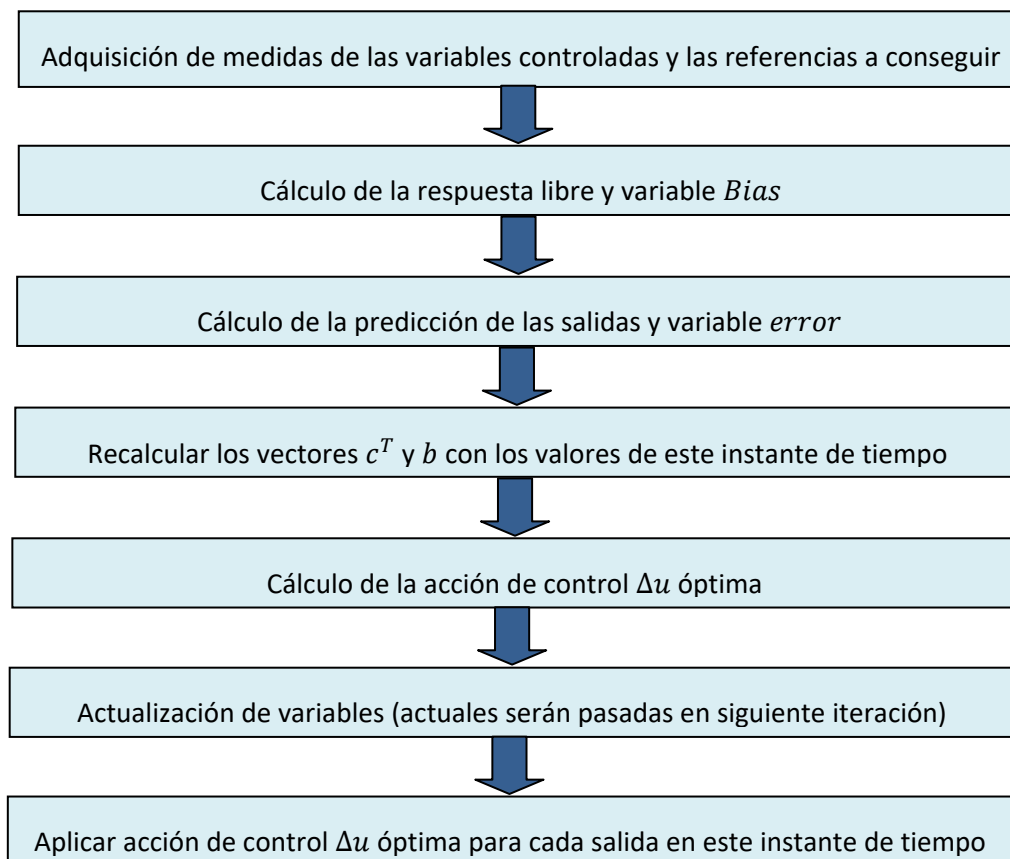 Adquisición de medidas de las variables controladas y las referencias a conseguir
Cálculo de la respuesta libre y variable Bias
Cálculo de la predicción de las salidas y variable error
Recalcular los vectores c^T y b con los valores de este instante de tiempo
Cálculo de la acción de control Δu óptima
Actualización de variables (actuales serán pasadas en siguiente iteración)
Aplicar acción de control Δu óptima para cada salida en este instante de tiempo